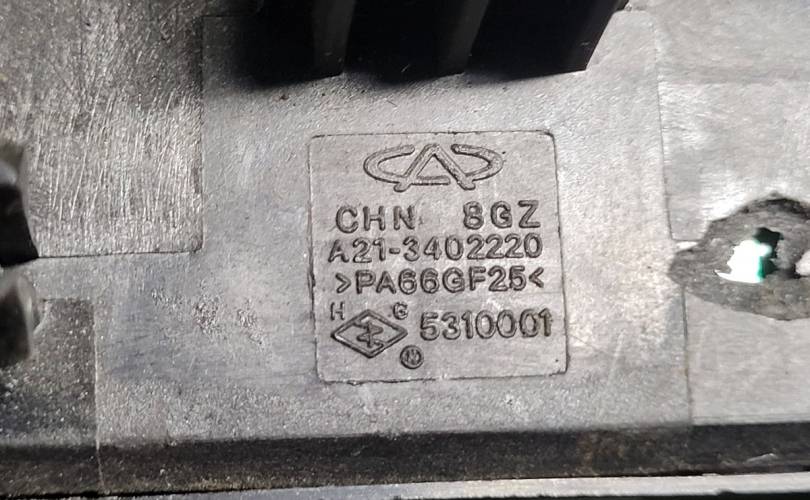 CHN 8GZ
A21-3402220
>PA66GF25<
H G
5310001